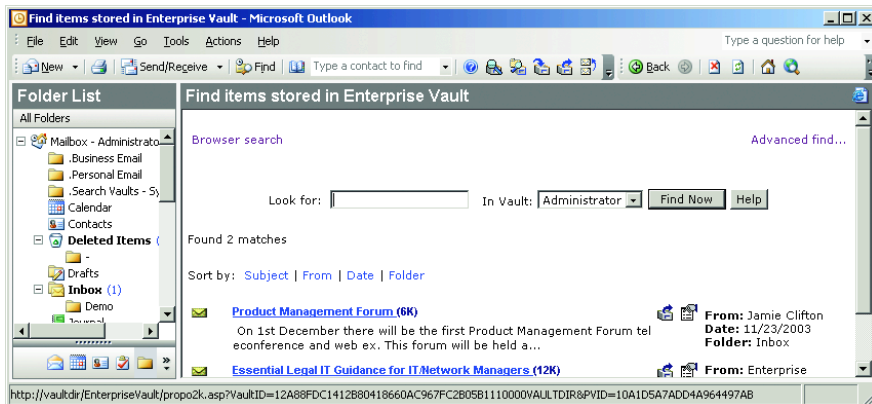 Find items stored in Enterprise Vault - Microsoft Outlook
File Edit View Go Tools Actions Help Type a question for help
New Send/Receive Find Type a contact to find Back
Folder List
Find items stored in Enterprise Vault
All Folders
Mailbox - Administrato
.Business Email
.Personal Email
.Search Vaults - Sy
Calendar
Contacts
Deleted Items (
-
Drafts
Inbox (1)
Demo
Journal
Browser search Advanced find...
Look for: In Vault: Administrator Find Now Help
Found 2 matches
Sort by: Subject | From | Date | Folder
Product Management Forum (6K)
On 1st December there will be the first Product Management Forum tel
econference and web ex. This forum will be held a...
From: Jamie Clifton
Date: 11/23/2003
Folder: Inbox
Essential Legal IT Guidance for IT/Network Managers (12K)
From: Enterprise
http://vaultdir/EnterpriseVault/propo2k.asp?VaultID=12A88FDC1412B80418660AC967FC2B05B1110000VAULTDIR&PVID=10A1D5A7ADD4A964497AB